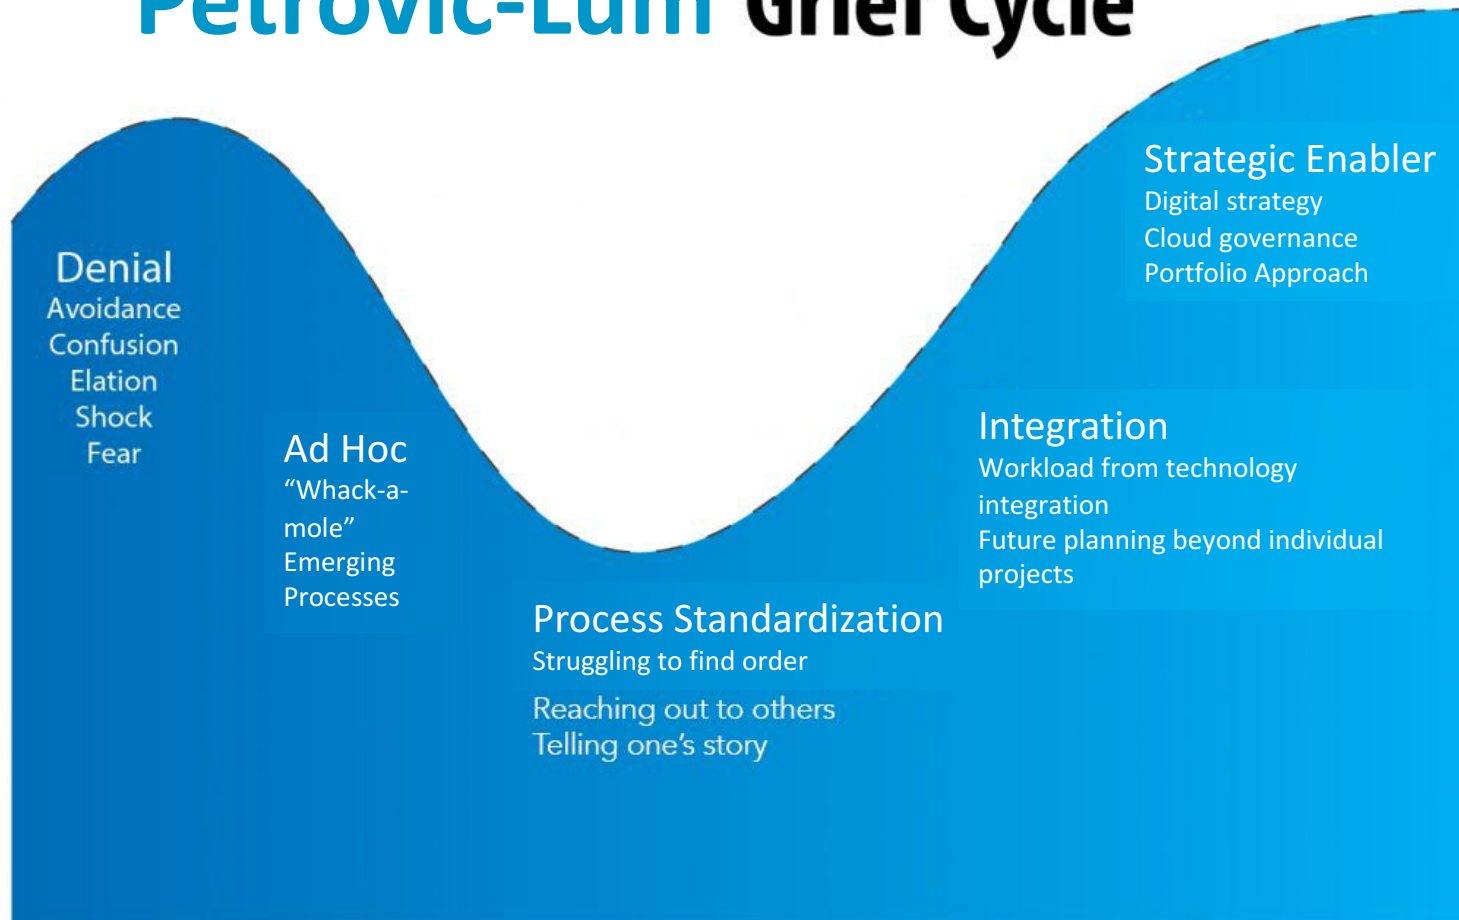 Petrovic-Lum Grief Cycle
Denial
Avoidance
Confusion
Elation
Shock
Fear
Ad Hoc
“Whack-a-
mole”
Emerging
Processes
Process Standardization
Struggling to find order
Reaching out to others
Telling one’s story
Integration
Workload from technology
integration
Future planning beyond individual
projects
Strategic Enabler
Digital strategy
Cloud governance
Portfolio Approach